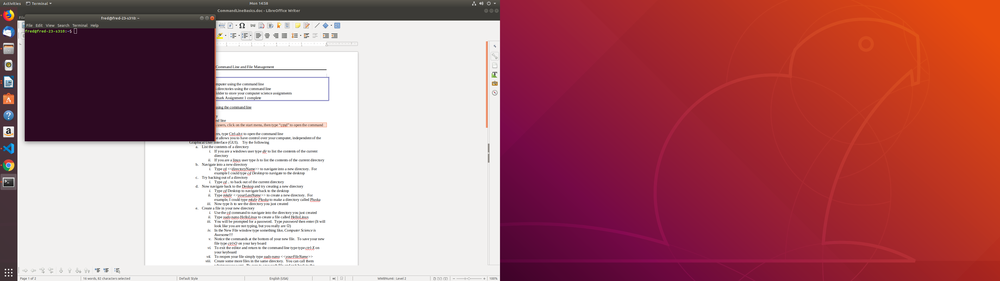 Activities
Terminal
Mon 14:58
CommandLineBasics.doc - LibreOffice Writer
File
fred@fred-23-s310: ~
File Edit View Search Terminal Help
fred@fred-23-s310:~$
Command Line and File Management
mputer using the command line
s directories using the command line
folder to store your computer science assignments
mark Assignment 1 complete
using the command line
y
nd line
s users, click on the start menu, then type “cmd” to open the command
ers, type Ctrl-alt-t to open the command line
ne allows you to have control over your computer, independent of the
Graphical User Interface (GUI). Try the following
a. List the contents of a directory
i. If you are a windows user type dir to list the contents of the current
directory
ii. If you are a linux user type ls to list the contents of the current directory
b. Navigate into a new directory
i. Type cd <<directoryName>> to navigate into a new directory. For
example I could type cd Desktop to navigate to the desktop
c. Try backing out of a directory
i. Type cd .. to back out of the current directory
d. Now navigate back to the Deskop and try creating a new directory
i. Type cd Desktop to navigate back to the desktop
ii. Type mkdir <<yourLastName>> to create a new directory. For
example, I could type mkdir Pluska to make a directory called Pluska
iii. Now type ls to see the directory you just created
e. Create a file in your new directory
i. Use the cd command to navigate into the directory you just created
ii. Type sudo nano HelloLinux to create a file called HelloLinux
iii. You will be prompted for a password. Type password then enter (It will
look like you are not typing, but you really are ☺)
iv. In the New File window type something like, Computer Science is
Awesome!!!
v. Notice the commands at the bottom of your new file. To save your new
file type ctrl-O on your key board
vi. To exit the editor and return to the command line type type ctrl-X on
your keyboard
vii. To reopen your file simply type sudo nano <<yourFileName>>
viii. Create some more files in the same directory. You can call them
Page 1 of 2
16 words, 82 characters selected
Default Style
English (USA)
WW8Num6 : Level 2
100%